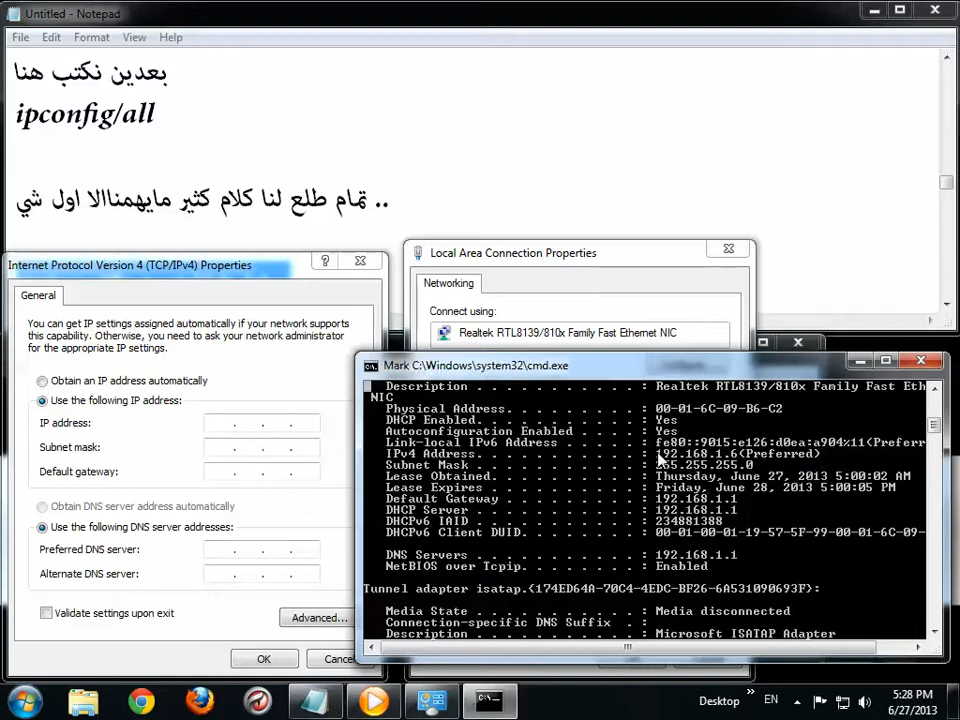 Untitled - Notepad
File Edit Format View Help
بعدين نكتب هنا
ipconfig/all
.. تمام طلع لنا كلام كثير مايهمناالا اول شي
Internet Protocol Version 4 (TCP/IPv4) Properties
General
You can get IP settings assigned automatically if your network supports
this capability. Otherwise, you need to ask your network administrator
for the appropriate IP settings.
Obtain an IP address automatically
Use the following IP address:
IP address:
Subnet mask:
Default gateway:
Obtain DNS server address automatically
Use the following DNS server addresses:
Preferred DNS server:
Alternate DNS server:
Validate settings upon exit
Advanced...
OK
Local Area Connection Properties
Networking
Connect using:
Realtek RTL8139/810x Family Fast Ethernet NIC
Mark C:\Windows\system32\cmd.exe
Description . . . . . . . . . . . : Realtek RTL8139/810x Family Fast Eth
NIC
Physical Address. . . . . . . . . : 00-01-6C-09-B6-C2
DHCP Enabled. . . . . . . . . . . : Yes
Autoconfiguration Enabled . . . . : Yes
Link-local IPv6 Address . . . . . : fe80::9015:e126:d0ea:a904%11(Preferr
IPv4 Address. . . . . . . . . . . : 192.168.1.6(Preferred)
Subnet Mask . . . . . . . . . . . : 255.255.255.0
Lease Obtained. . . . . . . . . . : Thursday, June 27, 2013 5:00:02 AM
Lease Expires . . . . . . . . . . : Friday, June 28, 2013 5:00:05 PM
Default Gateway . . . . . . . . . : 192.168.1.1
DHCP Server . . . . . . . . . . . : 192.168.1.1
DHCPv6 IAID . . . . . . . . . . . : 234881388
DHCPv6 Client DUID. . . . . . . . : 00-01-00-01-19-57-5F-99-00-01-6C-09-
DNS Servers . . . . . . . . . . . : 192.168.1.1
NetBIOS over Tcpip. . . . . . . . : Enabled
Tunnel adapter isatap.{174ED64A-70C4-4EDC-BF26-6A531090693F}:
Media State . . . . . . . . . . . : Media disconnected
Connection-specific DNS Suffix . :
Description . . . . . . . . . . . : Microsoft ISATAP Adapter
Desktop
EN
5:28 PM
6/27/2013